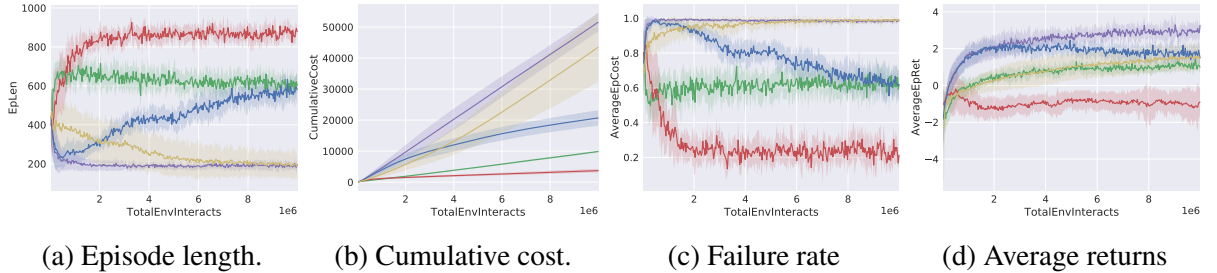 1000
800
600
400
200
EpLen
2 4 6 8
TotalEnvInteracts 1e6
(a) Episode length.
50000
40000
30000
20000
10000
0
CumulativeCost
2 4 6 8
TotalEnvInteracts 1e6
(b) Cumulative cost.
1.0
0.8
0.6
0.4
0.2
AverageEpCost
2 4 6 8
TotalEnvInteracts 1e6
(c) Failure rate
4
2
0
−2
−4
AverageEpRet
2 4 6 8
TotalEnvInteracts 1e6
(d) Average returns